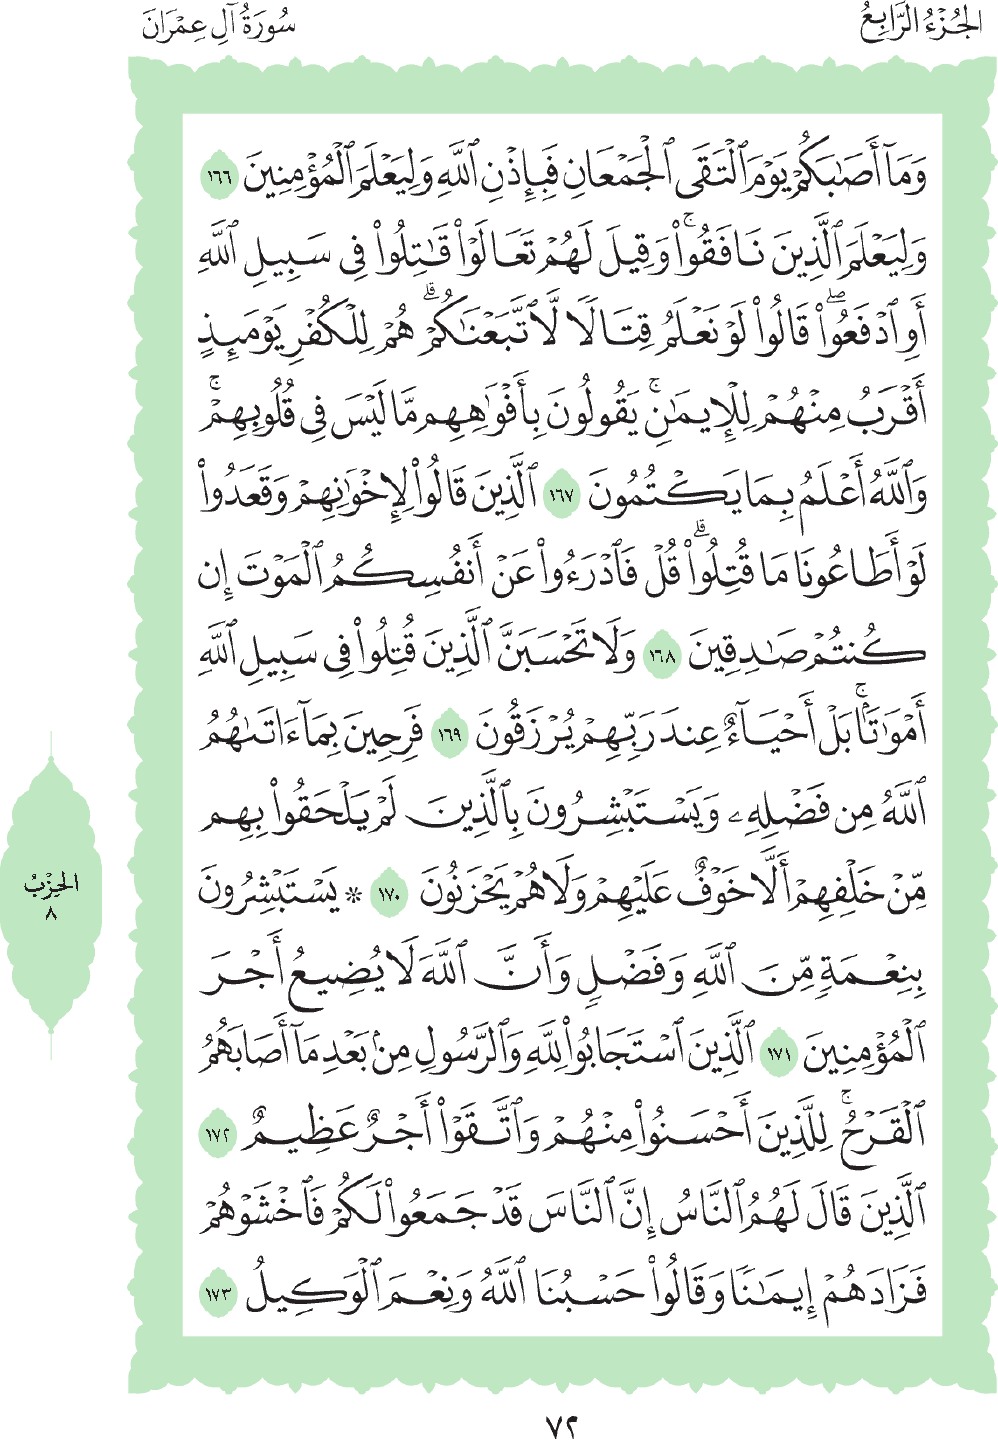 الجُزْءُ الرَّابِعُ
سُورَةُ آلِ عِمْرَانَ
وَمَآ أَصَٰبَكُمْ يَوْمَ ٱلْتَقَى ٱلْجَمْعَانِ فَبِإِذْنِ ٱللَّهِ وَلِيَعْلَمَ ٱلْمُؤْمِنِينَ ١٦٦
وَلِيَعْلَمَ ٱلَّذِينَ نَافَقُوا۟ۚ وَقِيلَ لَهُمْ تَعَالَوْا۟ قَٰتِلُوا۟ فِى سَبِيلِ ٱللَّهِ
أَوِ ٱدْفَعُوا۟ۖ قَالُوا۟ لَوْ نَعْلَمُ قِتَالًا لَّٱتَّبَعْنَٰكُمْۗ هُمْ لِلْكُفْرِ يَوْمَئِذٍ
أَقْرَبُ مِنْهُمْ لِلْإِيمَٰنِۚ يَقُولُونَ بِأَفْوَٰهِهِم مَّا لَيْسَ فِى قُلُوبِهِمْۚ
وَٱللَّهُ أَعْلَمُ بِمَا يَكْتُمُونَ ١٦٧ ٱلَّذِينَ قَالُوا۟ لِإِخْوَٰنِهِمْ وَقَعَدُوا۟
لَوْ أَطَاعُونَا مَا قُتِلُوا۟ۗ قُلْ فَٱدْرَءُوا۟ عَنْ أَنفُسِكُمُ ٱلْمَوْتَ إِن
كُنتُمْ صَٰدِقِينَ ١٦٨ وَلَا تَحْسَبَنَّ ٱلَّذِينَ قُتِلُوا۟ فِى سَبِيلِ ٱللَّهِ
أَمْوَٰتًۢاۚ بَلْ أَحْيَآءٌ عِندَ رَبِّهِمْ يُرْزَقُونَ ١٦٩ فَرِحِينَ بِمَآ ءَاتَىٰهُمُ
ٱللَّهُ مِن فَضْلِهِۦ وَيَسْتَبْشِرُونَ بِٱلَّذِينَ لَمْ يَلْحَقُوا۟ بِهِم
مِّنْ خَلْفِهِمْ أَلَّا خَوْفٌ عَلَيْهِمْ وَلَا هُمْ يَحْزَنُونَ ١٧٠ ۞ يَسْتَبْشِرُونَ
بِنِعْمَةٍ مِّنَ ٱللَّهِ وَفَضْلٍ وَأَنَّ ٱللَّهَ لَا يُضِيعُ أَجْرَ
ٱلْمُؤْمِنِينَ ١٧١ ٱلَّذِينَ ٱسْتَجَابُوا۟ لِلَّهِ وَٱلرَّسُولِ مِنۢ بَعْدِ مَآ أَصَابَهُمُ
ٱلْقَرْحُۚ لِلَّذِينَ أَحْسَنُوا۟ مِنْهُمْ وَٱتَّقَوْا۟ أَجْرٌ عَظِيمٌ ١٧٢
ٱلَّذِينَ قَالَ لَهُمُ ٱلنَّاسُ إِنَّ ٱلنَّاسَ قَدْ جَمَعُوا۟ لَكُمْ فَٱخْشَوْهُمْ
فَزَادَهُمْ إِيمَٰنًا وَقَالُوا۟ حَسْبُنَا ٱللَّهُ وَنِعْمَ ٱلْوَكِيلُ ١٧٣
الحِزْبُ
٨
٧٢